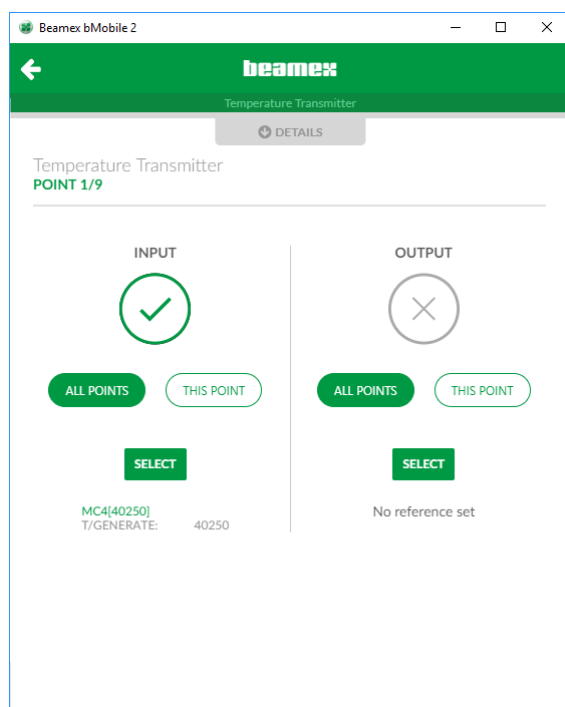 Beamex bMobile 2
beamex
Temperature Transmitter
DETAILS
Temperature Transmitter
POINT 1/9
INPUT
OUTPUT
ALL POINTS
THIS POINT
ALL POINTS
THIS POINT
SELECT
SELECT
MC4[40250]
T/GENERATE: 40250
No reference set